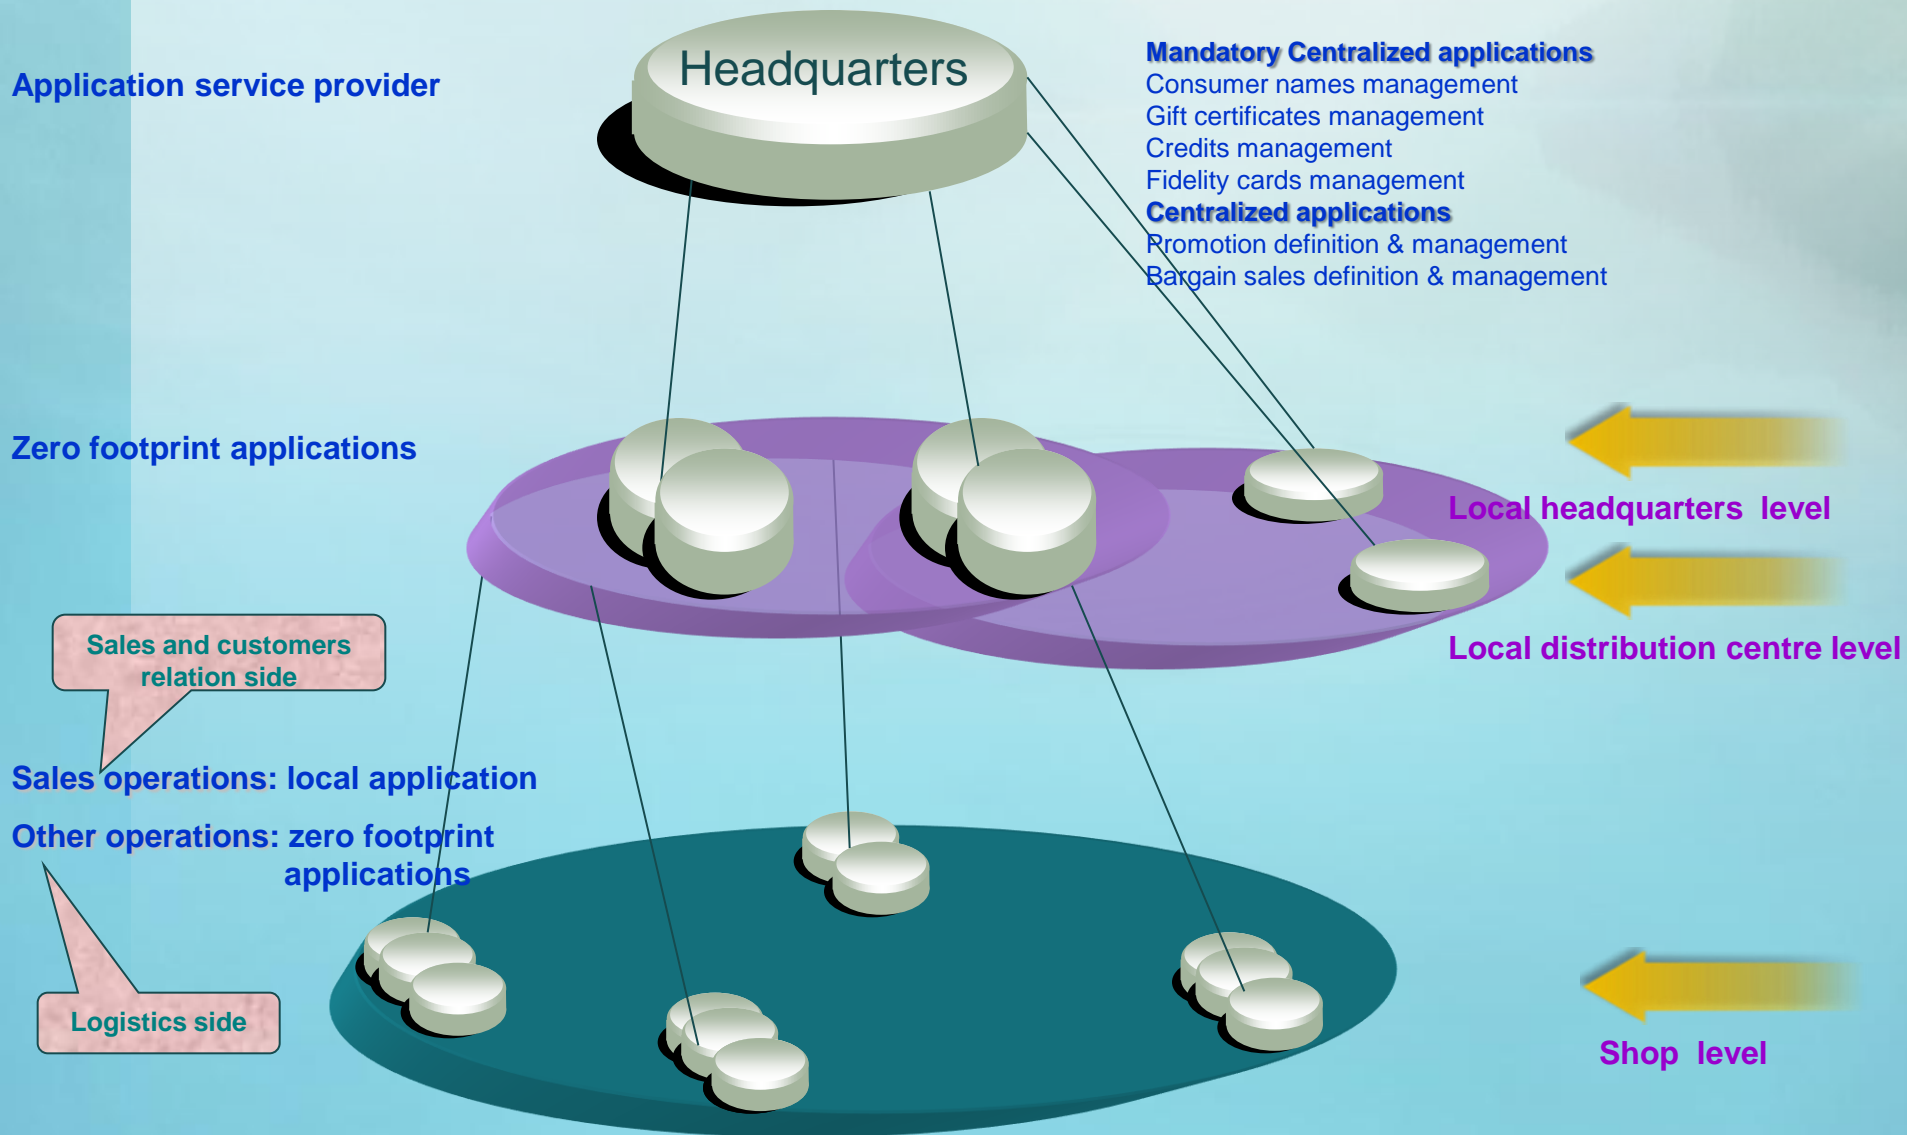 Headquarters
Application service provider
Mandatory Centralized applications
Consumer names management
Gift certificates management
Credits management
Fidelity cards management
Centralized applications
Promotion definition & management
Bargain sales definition & management
Zero footprint applications
Local headquarters level
Local distribution centre level
Sales and customers
relation side
Sales operations: local application
Other operations: zero footprint
applications
Logistics side
Shop level